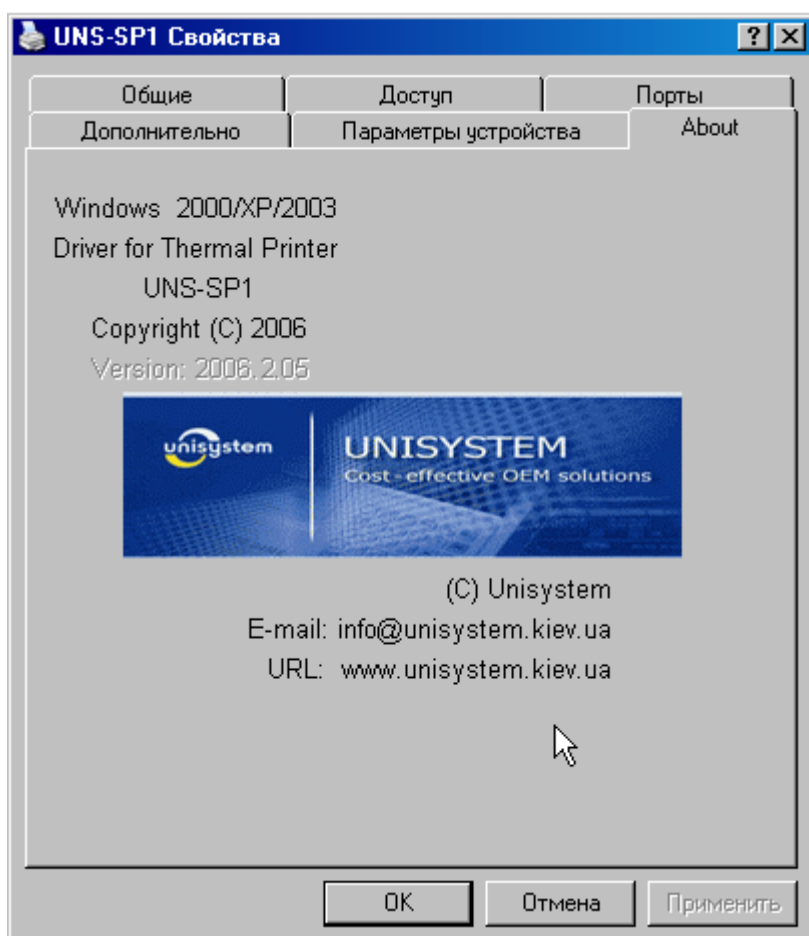 UNS-SP1 Свойства
Общие Доступ Порты
Дополнительно Параметры устройства About
Windows 2000/XP/2003
Driver for Thermal Printer
UNS-SP1
Copyright (C) 2006
Version: 2006.2.05
unisystem
UNISYSTEM
Cost-effective OEM solutions
(C) Unisystem
E-mail: info@unisystem.kiev.ua
URL: www.unisystem.kiev.ua
OK Отмена Применить